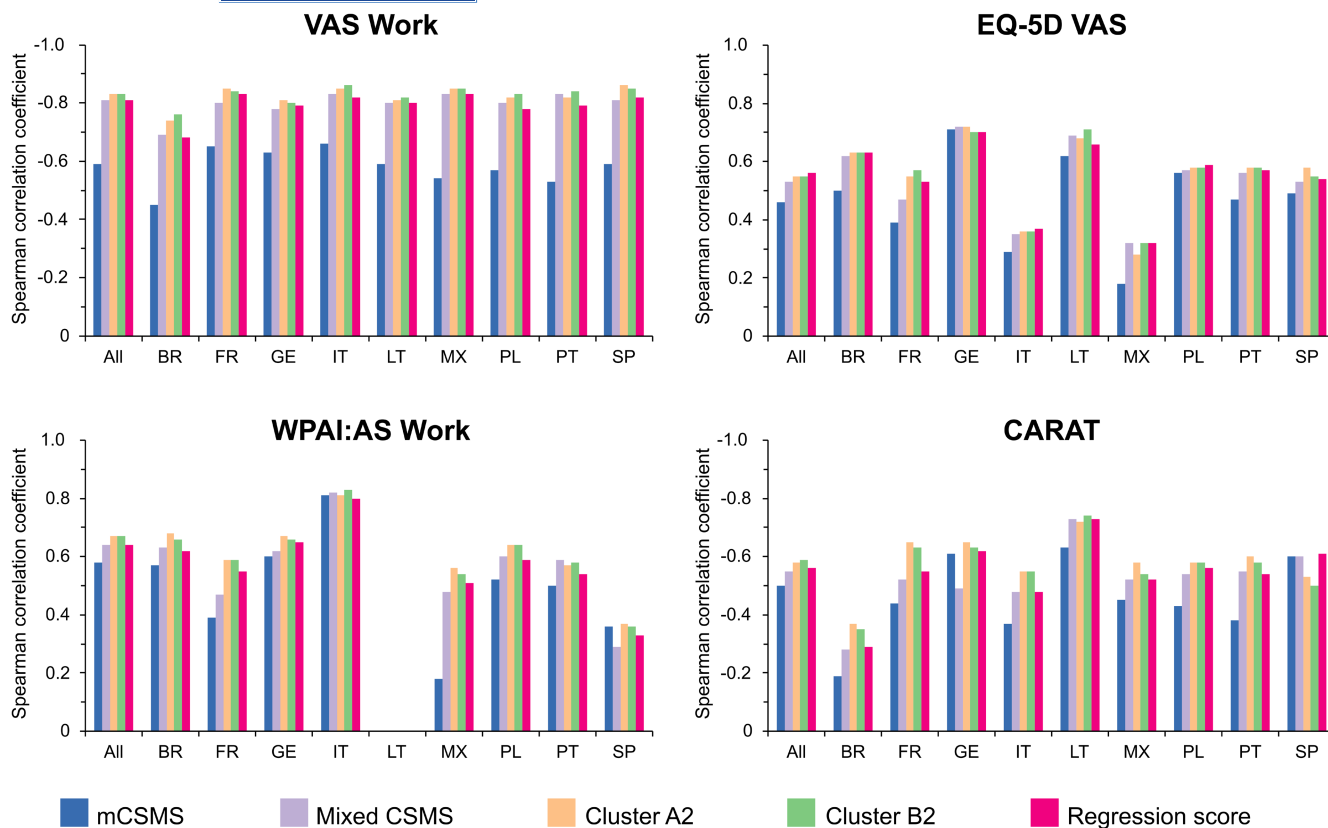 VAS Work
Spearman correlation coefficient
-1.0
-0.8
-0.6
-0.4
-0.2
0
All BR FR GE IT LT MX PL PT SP
EQ-5D VAS
Spearman correlation coefficient
1.0
0.8
0.6
0.4
0.2
0
All BR FR GE IT LT MX PL PT SP
WPAI:AS Work
Spearman correlation coefficient
1.0
0.8
0.6
0.4
0.2
0
All BR FR GE IT LT MX PL PT SP
CARAT
Spearman correlation coefficient
-1.0
-0.8
-0.6
-0.4
-0.2
0
All BR FR GE IT LT MX PL PT SP
mCSMS Mixed CSMS Cluster A2 Cluster B2 Regression score